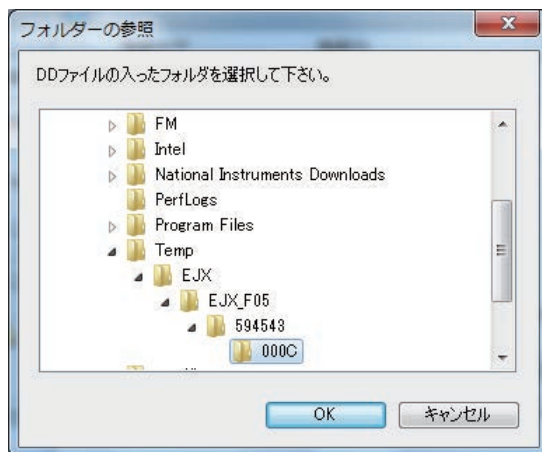 フォルダーの参照
DDファイルの入ったフォルダを選択して下さい。
FM
Intel
National Instruments Downloads
PerfLogs
Program Files
Temp
EJX
EJX_F05
594543
000C
OK
キャンセル